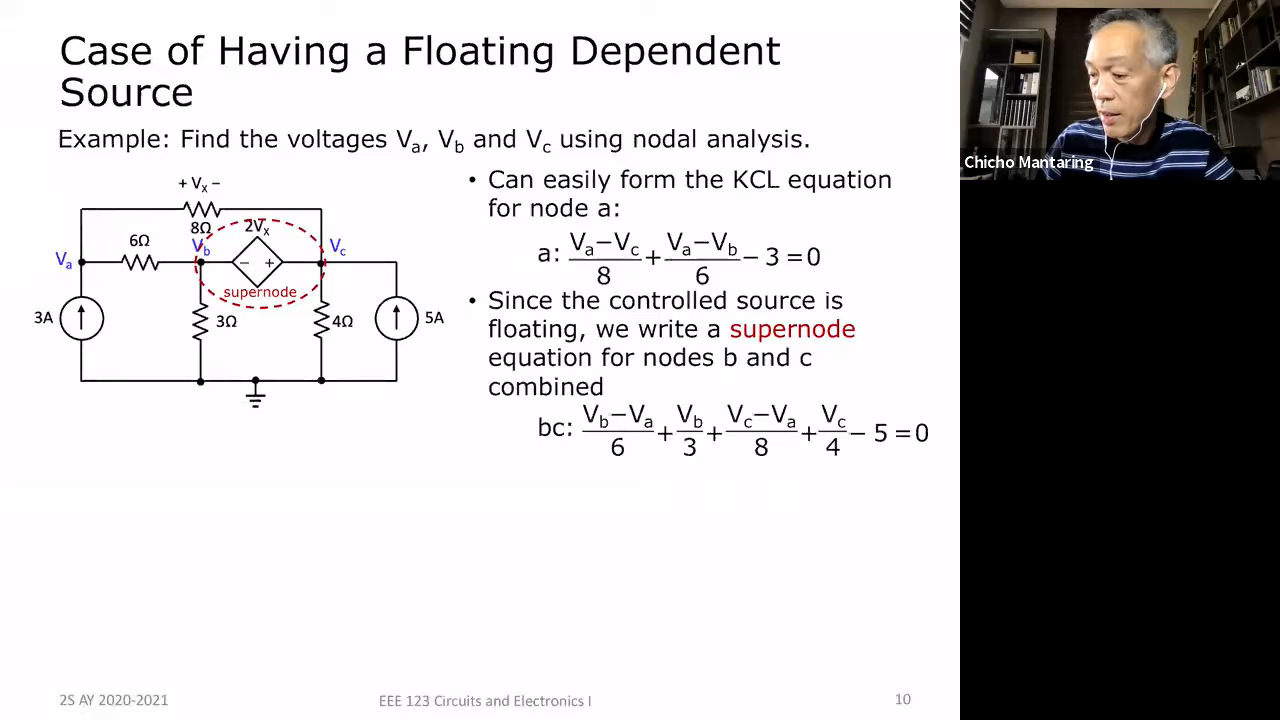 Case of Having a Floating Dependent
Source
Example: Find the voltages Va, Vb and Vc using nodal analysis.
+ Vx −
8Ω
2Vx
6Ω
Va
Vb
Vc
− +
supernode
3A
3Ω
4Ω
5A
• Can easily form the KCL equation
for node a:
a: (Va−Vc)/8 + (Va−Vb)/6 − 3 = 0
• Since the controlled source is
floating, we write a supernode
equation for nodes b and c
combined
bc: (Vb−Va)/6 + Vb/3 + (Vc−Va)/8 + Vc/4 − 5 = 0
Chicho Mantaring
2S AY 2020-2021
EEE 123 Circuits and Electronics I
10